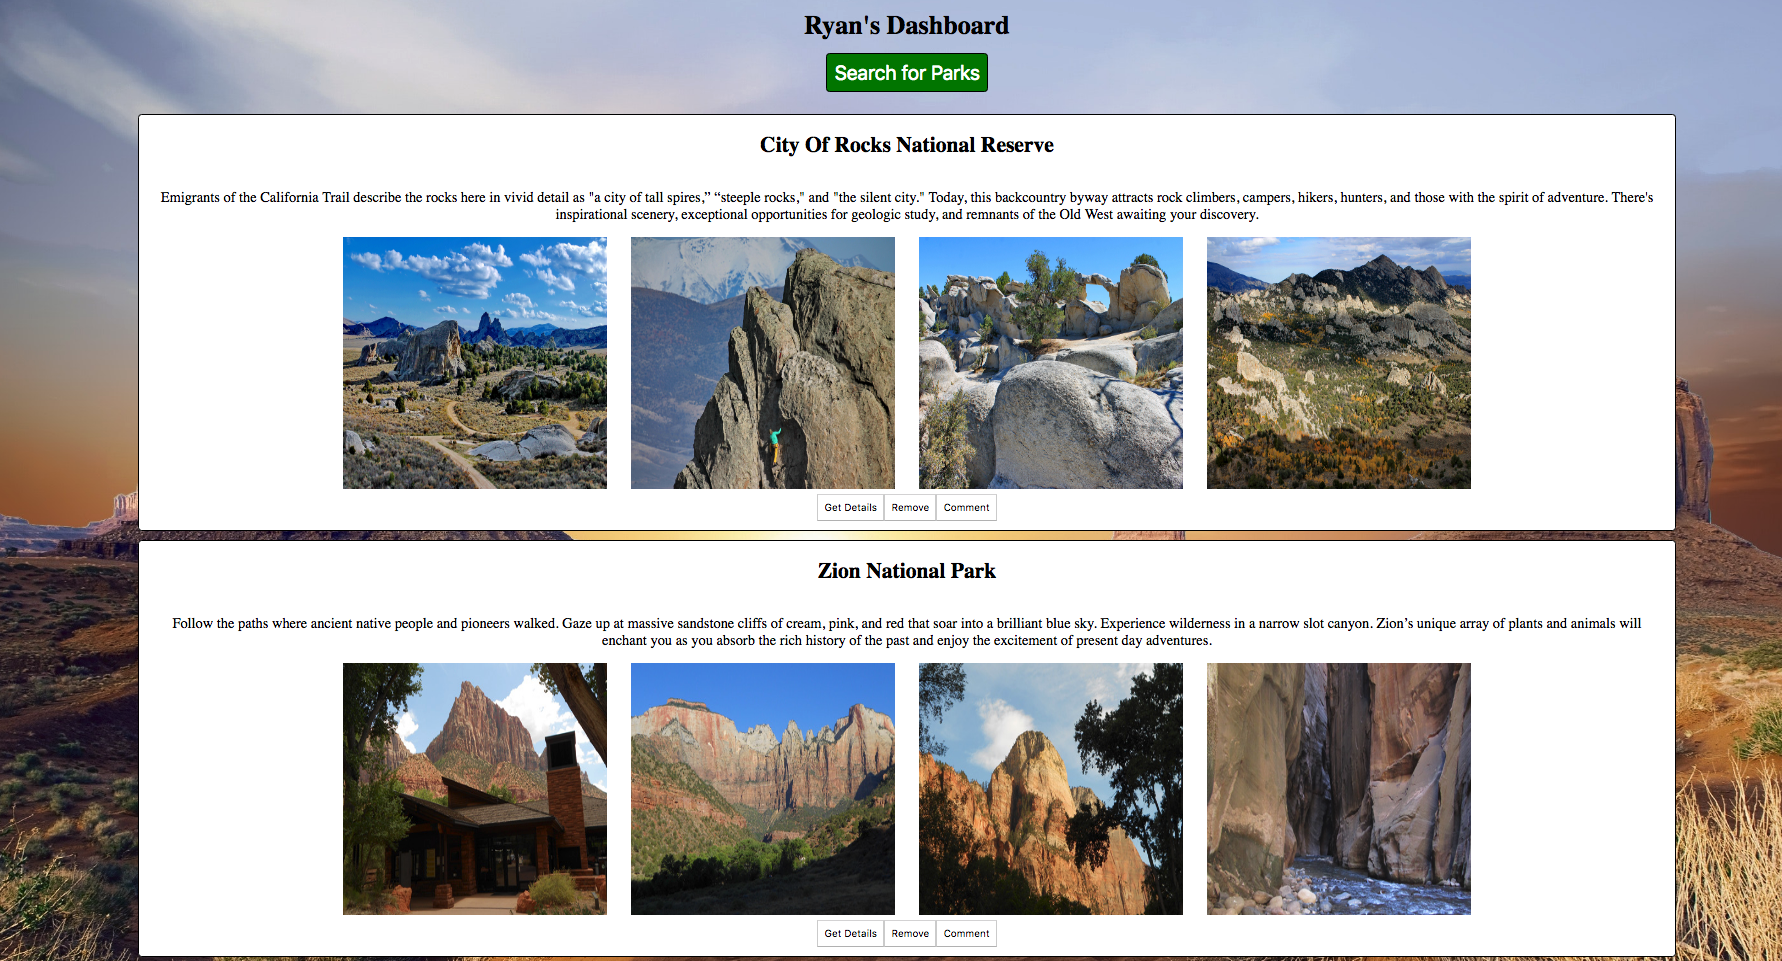 Ryan's Dashboard
Search for Parks
City Of Rocks National Reserve
Emigrants of the California Trail describe the rocks here in vivid detail as "a city of tall spires,” “steeple rocks," and "the silent city." Today, this backcountry byway attracts rock climbers, campers, hikers, hunters, and those with the spirit of adventure. There's
inspirational scenery, exceptional opportunities for geologic study, and remnants of the Old West awaiting your discovery.
Get Details Remove Comment
Zion National Park
Follow the paths where ancient native people and pioneers walked. Gaze up at massive sandstone cliffs of cream, pink, and red that soar into a brilliant blue sky. Experience wilderness in a narrow slot canyon. Zion’s unique array of plants and animals will
enchant you as you absorb the rich history of the past and enjoy the excitement of present day adventures.
Get Details Remove Comment